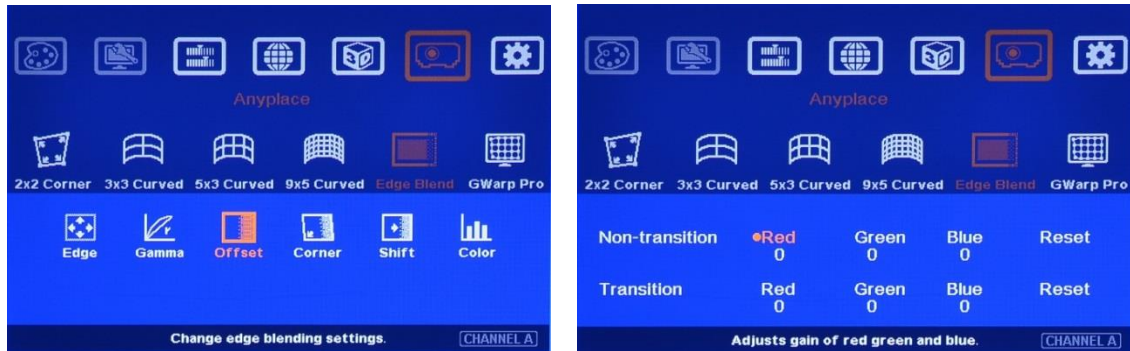 Anyplace
2x2 Corner 3x3 Curved 5x3 Curved 9x5 Curved Edge Blend GWarp Pro
Edge Gamma Offset Corner Shift Color
Change edge blending settings. CHANNEL A
3D
Anyplace
2x2 Corner 3x3 Curved 5x3 Curved 9x5 Curved Edge Blend GWarp Pro
Non-transition Red Green Blue Reset
0 0 0
Transition Red Green Blue Reset
0 0 0
Adjusts gain of red green and blue. CHANNEL A